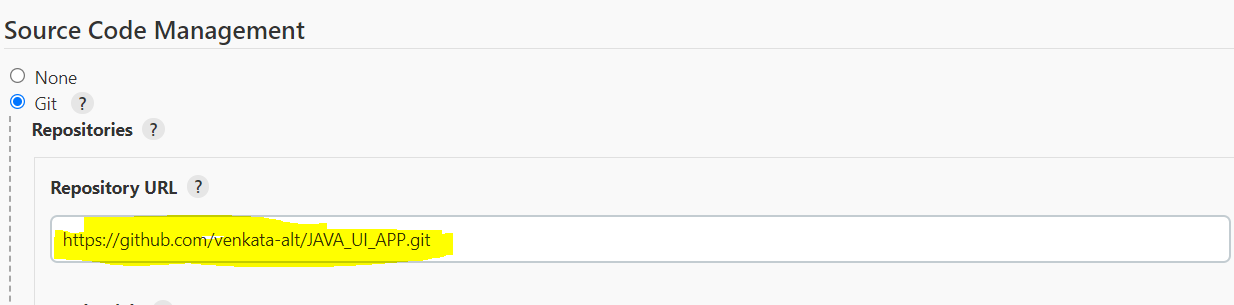 Source Code Management
None
Git ?
Repositories ?
Repository URL ?
https://github.com/venkata-alt/JAVA_UI_APP.git